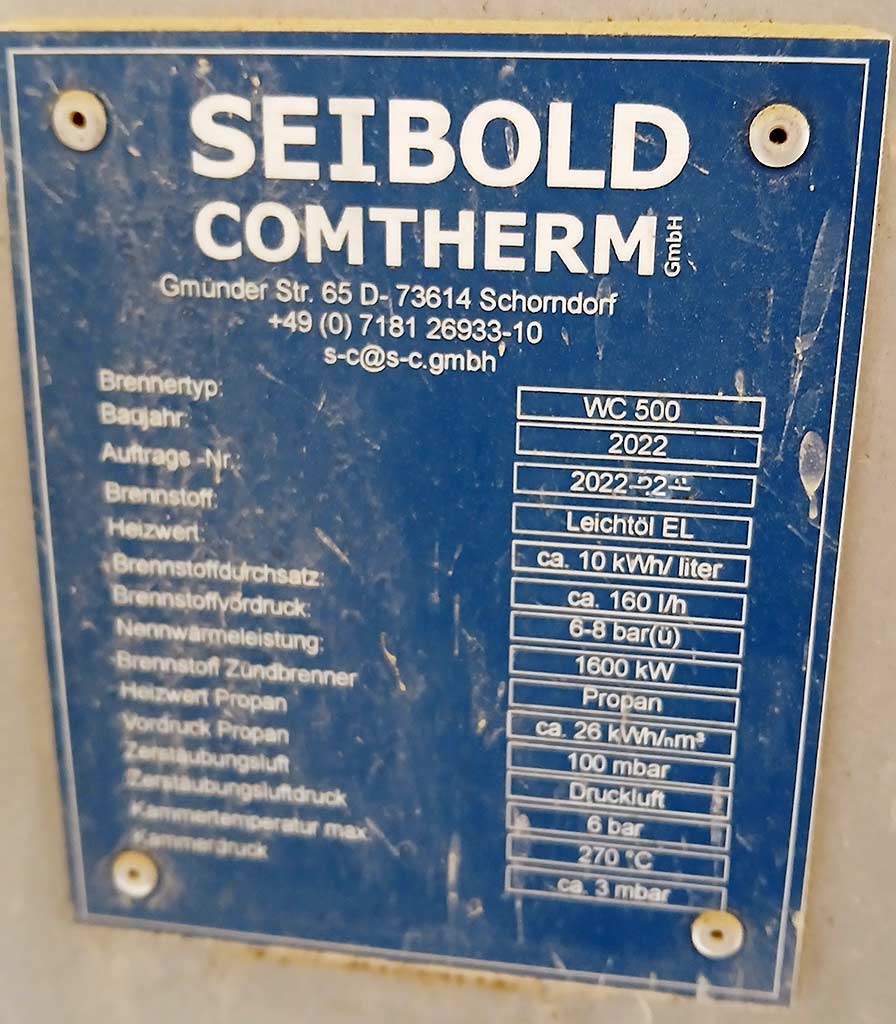 SEIBOLD
COMTHERM GmbH
Gmünder Str. 65 D- 73614 Schorndorf
+49 (0) 7181 26933-10
s-c@s-c.gmbh
Brennertyp: WC 500
Baujahr: 2022
Auftrags -Nr.: 2022-22
Brennstoff: Leichtöl EL
Heizwert: ca. 10 kWh/ liter
Brennstoffdurchsatz: ca. 160 l/h
Brennstoffvordruck: 6-8 bar(ü)
Nennwärmeleistung: 1600 kW
Brennstoff Zündbrenner Propan
Heizwert Propan ca. 26 kWh/nm³
Vordruck Propan 100 mbar
Zerstäubungsluft Druckluft
Zerstäubungsluftdruck 6 bar
Kammertemperatur max 270 °C
Kammerdruck ca. 3 mbar